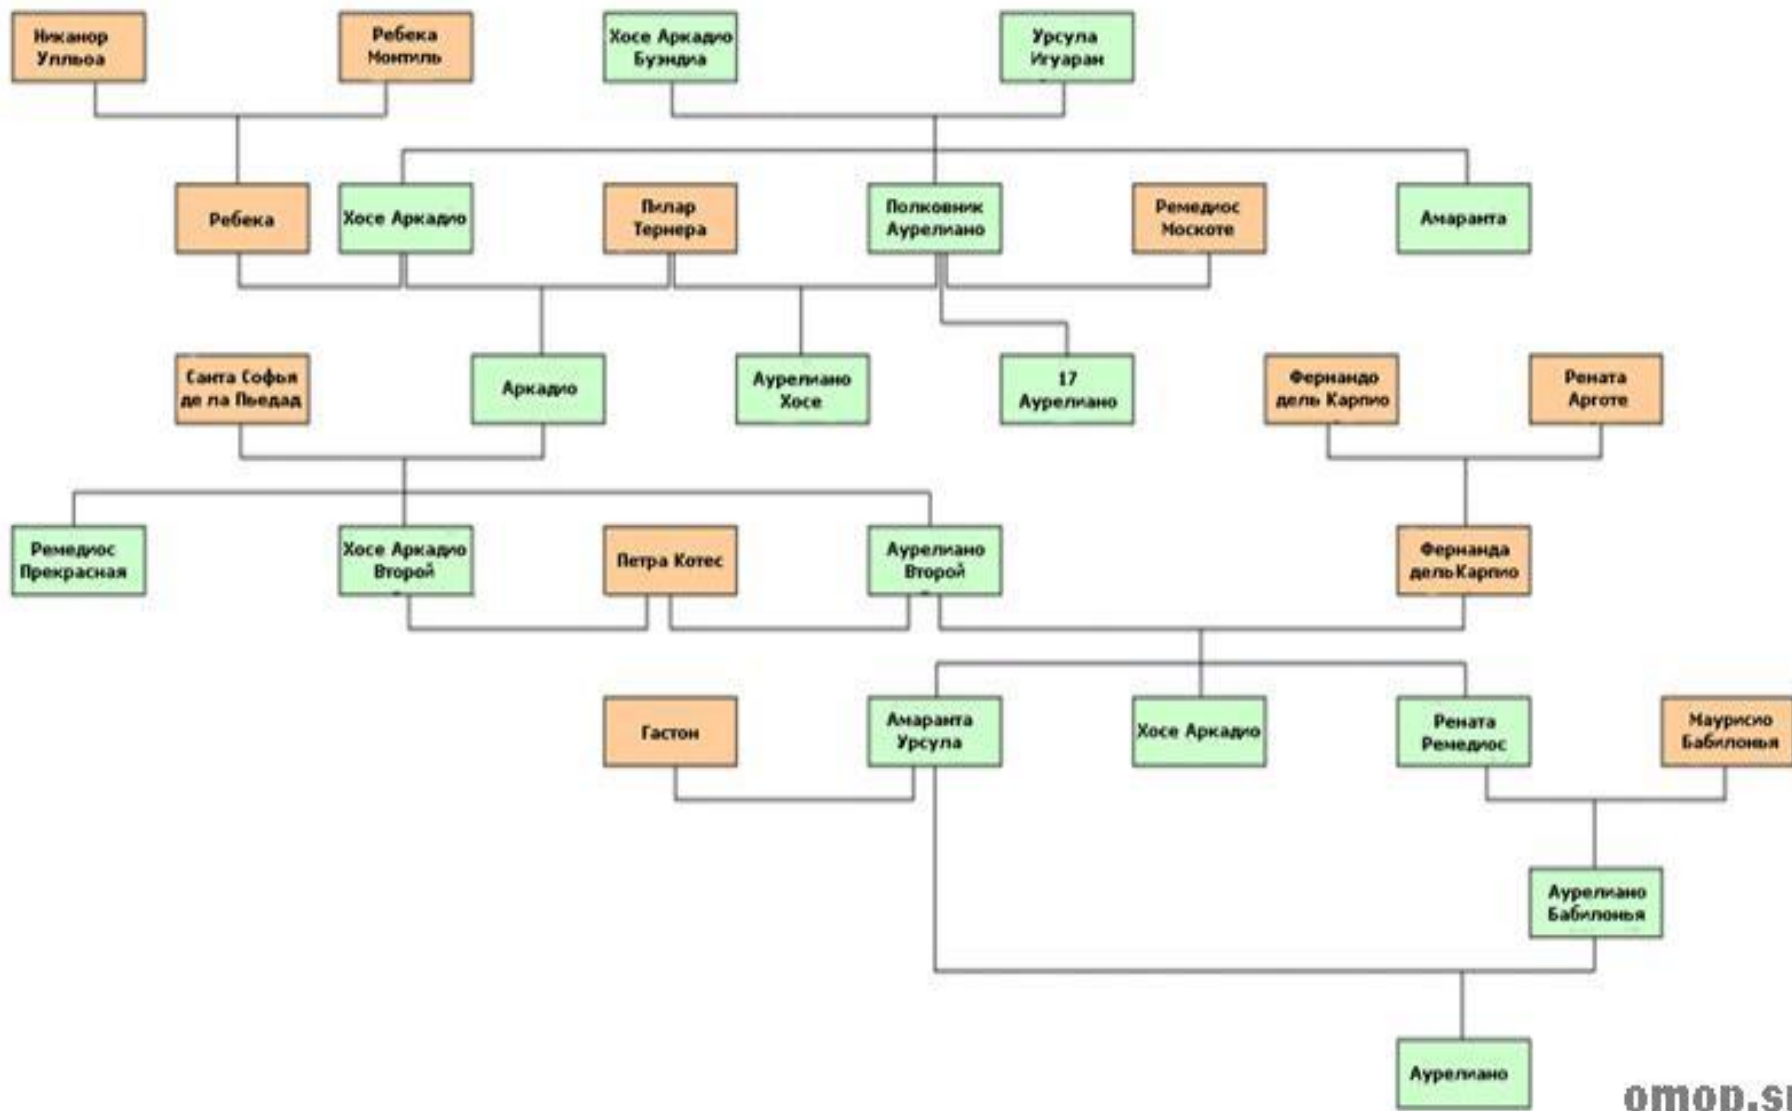 Никанор
Улльоа
Ребека
Монтиль
Хосе Аркадио
Буэндиа
Урсула
Игуаран
Ребека
Хосе Аркадио
Пилар
Тернера
Полковник
Аурелиано
Ремедиос
Москоте
Амаранта
Санта Софья
де ла Пьедад
Аркадио
Аурелиано
Хосе
17
Аурелиано
Фернандо
дель Карпио
Рената
Арготе
Ремедиос
Прекрасная
Хосе Аркадио
Второй
Петра Котес
Аурелиано
Второй
Фернанда
дель Карпио
Гастон
Амаранта
Урсула
Хосе Аркадио
Рената
Ремедиос
Маурисио
Бабилонья
Аурелиано
Бабилонья
Аурелиано